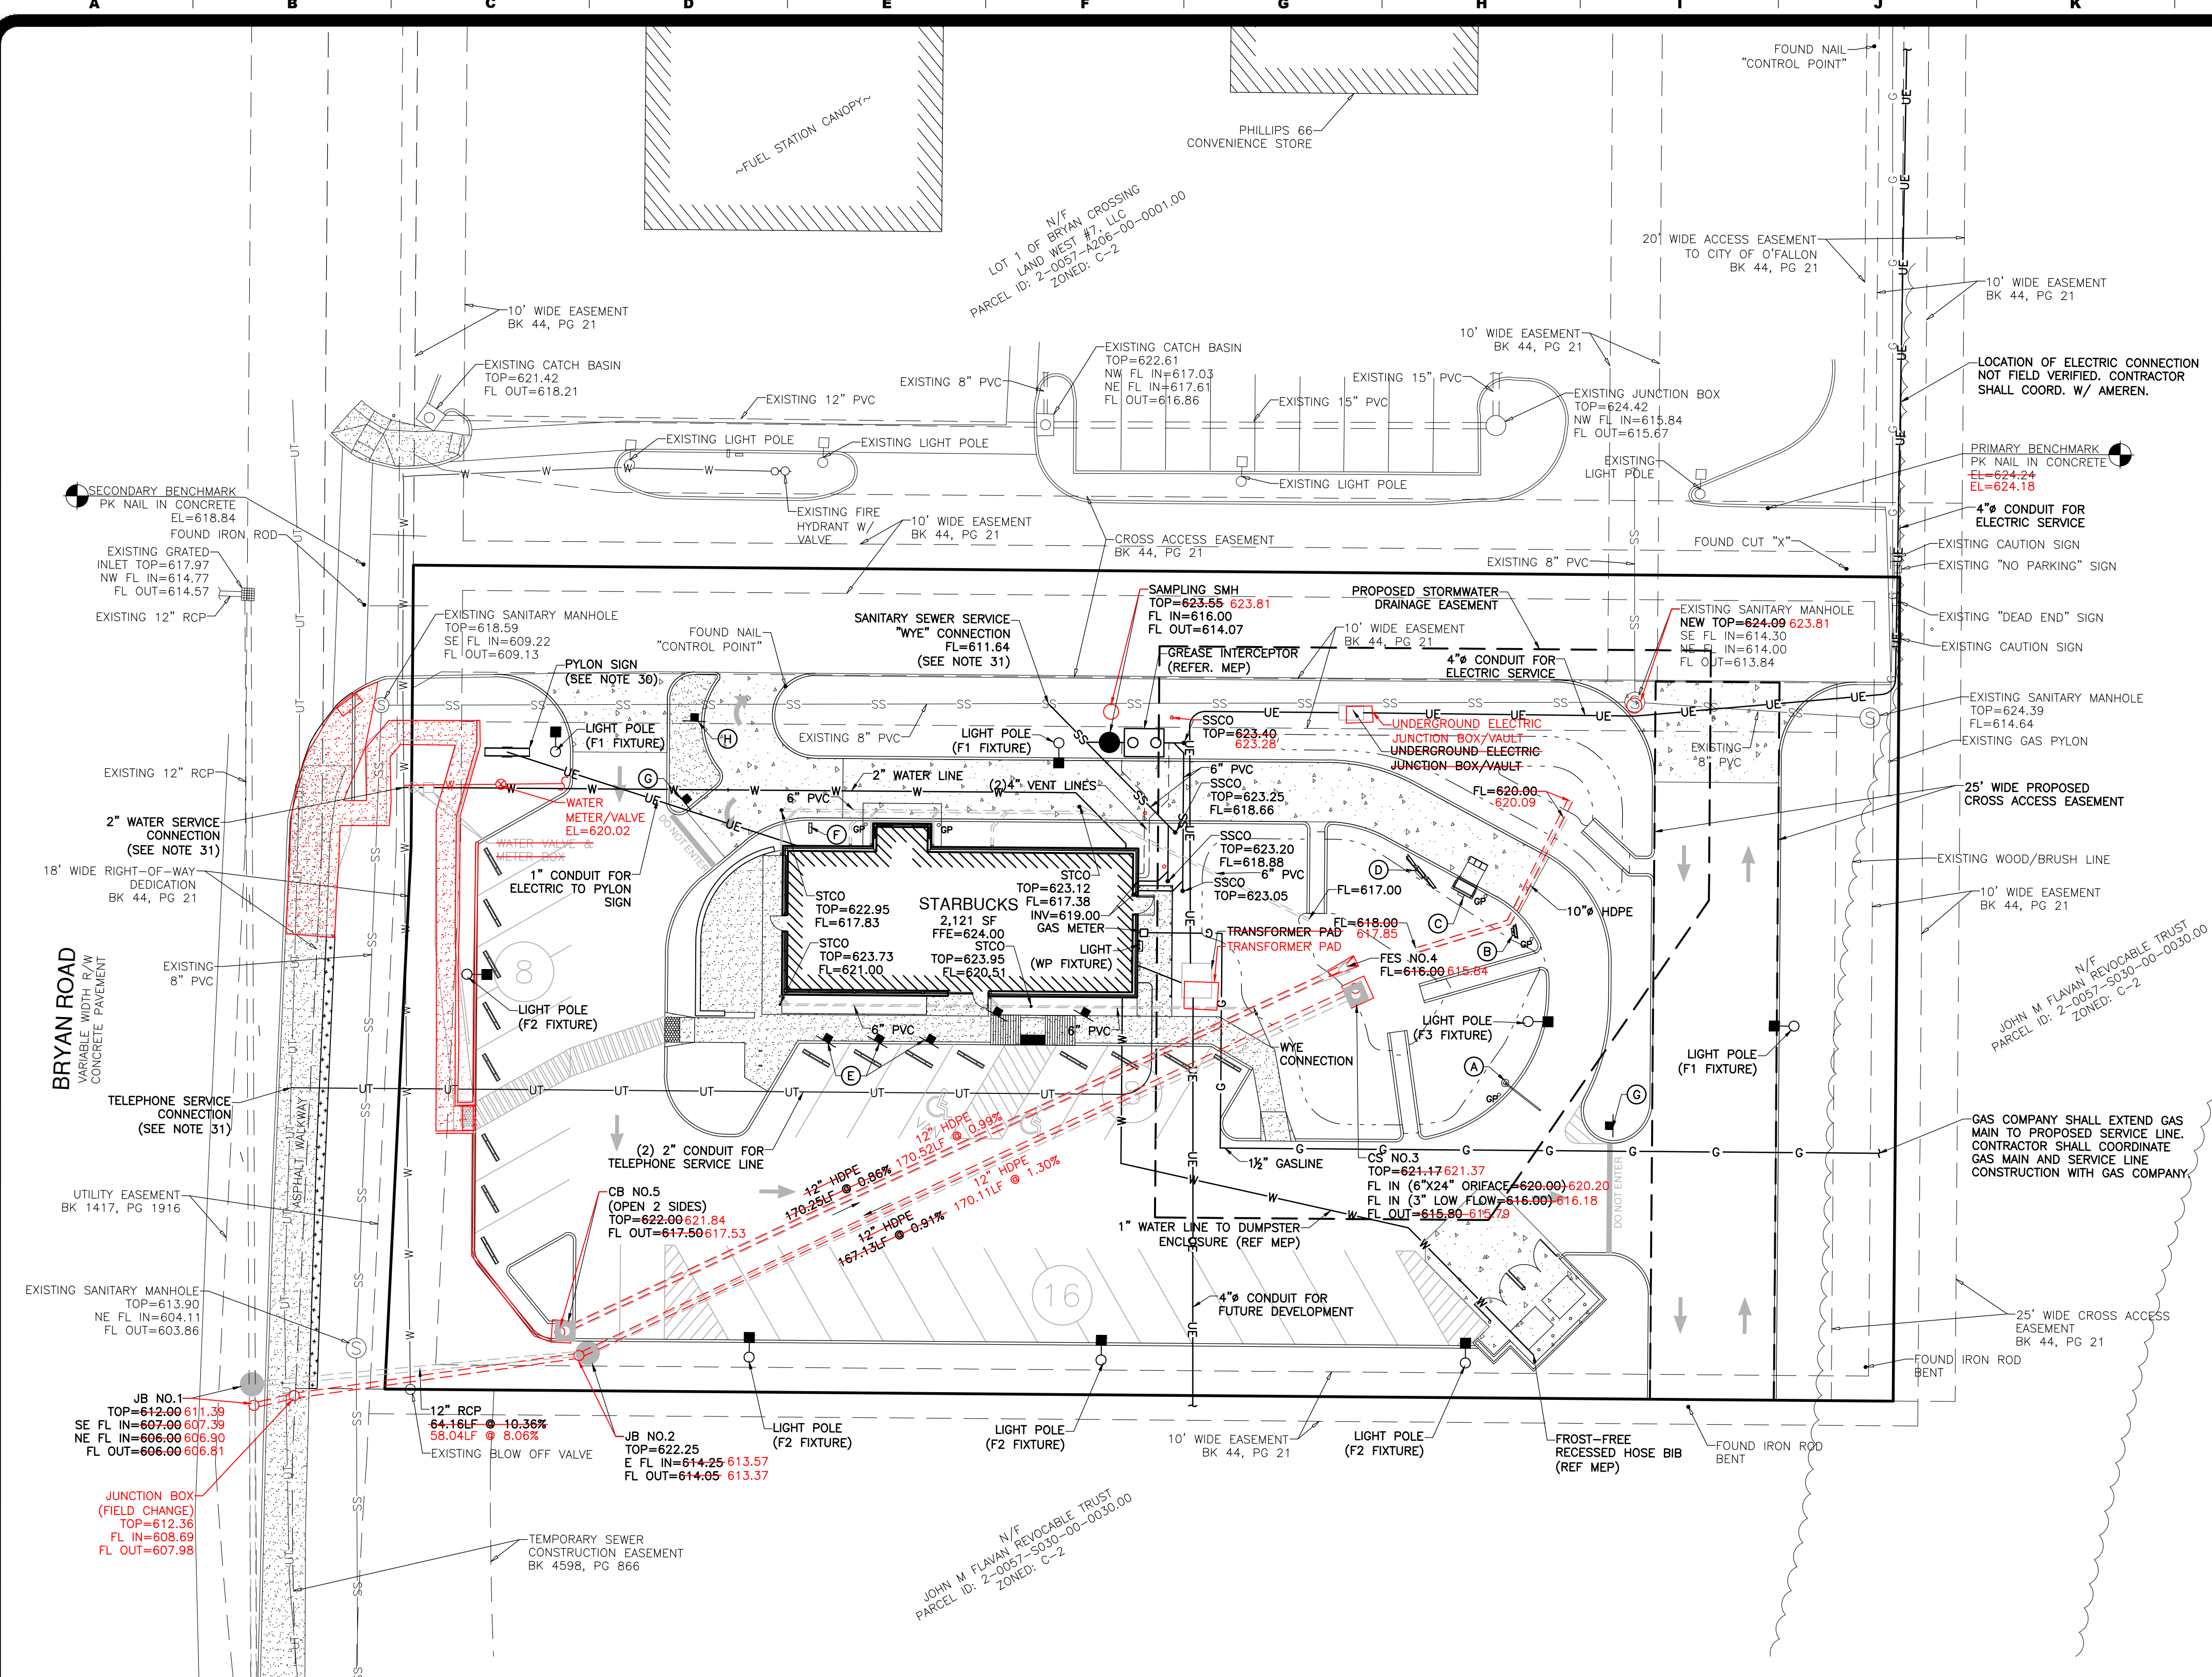 A B C D E F G H I J K
FOUND NAIL
"CONTROL POINT"
~FUEL STATION CANOPY~
PHILLIPS 66
CONVENIENCE STORE
N/F
LOT 1 OF BRYAN CROSSING
LAND WEST #7, LLC
PARCEL ID: 2-0057-A206-00-0001.00
ZONED: C-2
20' WIDE ACCESS EASEMENT
TO CITY OF O'FALLON
BK 44, PG 21
10' WIDE EASEMENT
BK 44, PG 21
10' WIDE EASEMENT
BK 44, PG 21
10' WIDE EASEMENT
BK 44, PG 21
EXISTING CATCH BASIN
TOP=621.42
FL OUT=618.21
EXISTING 12" PVC
EXISTING 8" PVC
EXISTING CATCH BASIN
TOP=622.61
NW FL IN=617.03
NE FL IN=617.61
FL OUT=616.86
EXISTING 15" PVC
EXISTING 15" PVC
EXISTING JUNCTION BOX
TOP=624.42
NW FL IN=615.84
FL OUT=615.67
LOCATION OF ELECTRIC CONNECTION
NOT FIELD VERIFIED. CONTRACTOR
SHALL COORD. W/ AMEREN.
EXISTING LIGHT POLE
EXISTING LIGHT POLE
EXISTING LIGHT POLE
EXISTING
LIGHT POLE
PRIMARY BENCHMARK
PK NAIL IN CONCRETE
EL=624.24
EL=624.18
SECONDARY BENCHMARK
PK NAIL IN CONCRETE
EL=618.84
FOUND IRON ROD
EXISTING FIRE
HYDRANT W/
VALVE
10' WIDE EASEMENT
BK 44, PG 21
CROSS ACCESS EASEMENT
BK 44, PG 21
4"ø CONDUIT FOR
ELECTRIC SERVICE
FOUND CUT "X"
EXISTING 8" PVC
EXISTING CAUTION SIGN
EXISTING "NO PARKING" SIGN
EXISTING "DEAD END" SIGN
EXISTING CAUTION SIGN
EXISTING GRATED
INLET TOP=617.97
NW FL IN=614.77
FL OUT=614.57
EXISTING 12" RCP
EXISTING SANITARY MANHOLE
TOP=618.59
SE FL IN=609.22
FL OUT=609.13
PYLON SIGN
(SEE NOTE 30)
FOUND NAIL
"CONTROL POINT"
SANITARY SEWER SERVICE
"WYE" CONNECTION
FL=611.64
(SEE NOTE 31)
SAMPLING SMH
TOP=623.55 623.81
FL IN=616.00
FL OUT=614.07
GREASE INTERCEPTOR
(REFER. MEP)
PROPOSED STORMWATER
DRAINAGE EASEMENT
10' WIDE EASEMENT
BK 44, PG 21
4"ø CONDUIT FOR
ELECTRIC SERVICE
EXISTING SANITARY MANHOLE
NEW TOP=624.09 623.81
SE FL IN=614.30
NE FL IN=614.00
FL OUT=613.84
EXISTING SANITARY MANHOLE
TOP=624.39
FL=614.64
EXISTING GAS PYLON
LIGHT POLE
(F1 FIXTURE)
H
EXISTING 8" PVC
LIGHT POLE
(F1 FIXTURE)
SSCO
TOP=623.40
623.28
UNDERGROUND ELECTRIC
JUNCTION BOX/VAULT
UNDERGROUND ELECTRIC
JUNCTION BOX/VAULT
EXISTING
8" PVC
EXISTING 12" RCP
G
2" WATER LINE
6" PVC
(2)4" VENT LINES
6" PVC
SSCO
TOP=623.25
FL=618.66
FL=620.00
620.09
25' WIDE PROPOSED
CROSS ACCESS EASEMENT
WATER
METER/VALVE
EL=620.02
WATER VALVE &
METER BOX
2" WATER SERVICE
CONNECTION
(SEE NOTE 31)
DO NOT ENTER
GP
F
GP
SSCO
TOP=623.20
FL=618.88
6" PVC
SSCO
TOP=623.05
18' WIDE RIGHT-OF-WAY
DEDICATION
BK 44, PG 21
1" CONDUIT FOR
ELECTRIC TO PYLON
SIGN
STCO
TOP=622.95
FL=617.83
STARBUCKS
2,121 SF
FFE=624.00
STCO
TOP=623.12
FL=617.38
INV=619.00
GAS METER
D
FL=617.00
C
GP
10"ø HDPE
EXISTING WOOD/BRUSH LINE
10' WIDE EASEMENT
BK 44, PG 21
STCO
TOP=623.73
FL=621.00
STCO
TOP=623.95
FL=620.51
LIGHT
(WP FIXTURE)
TRANSFORMER PAD
TRANSFORMER PAD
FL=618.00
617.85
B
GP
FES NO.4
FL=616.00 615.84
BRYAN ROAD
VARIABLE WIDTH R/W
CONCRETE PAVEMENT
EXISTING
8" PVC
8
LIGHT POLE
(F2 FIXTURE)
6" PVC
6" PVC
E
WYE
CONNECTION
LIGHT POLE
(F3 FIXTURE)
A
GP
G
LIGHT POLE
(F1 FIXTURE)
N/F
JOHN M FLAVAN REVOCABLE TRUST
PARCEL ID: 2-0057-S030-00-0030.00
ZONED: C-2
TELEPHONE SERVICE
CONNECTION
(SEE NOTE 31)
ASPHALT WALKWAY
(2) 2" CONDUIT FOR
TELEPHONE SERVICE LINE
12" HDPE
170.25LF @ 0.86%
12" HDPE
170.52LF @ 0.99%
12" HDPE
167.13LF @ 0.91%
12" HDPE
170.11LF @ 1.30%
1½" GASLINE
CS NO.3
TOP=621.17 621.37
FL IN (6"X24" ORIFACE=620.00) 620.20
FL IN (3" LOW FLOW=616.00) 616.18
FL OUT=615.80 615.79
DO NOT ENTER
GAS COMPANY SHALL EXTEND GAS
MAIN TO PROPOSED SERVICE LINE.
CONTRACTOR SHALL COORDINATE
GAS MAIN AND SERVICE LINE
CONSTRUCTION WITH GAS COMPANY.
UTILITY EASEMENT
BK 1417, PG 1916
CB NO.5
(OPEN 2 SIDES)
TOP=622.00 621.84
FL OUT=617.50 617.53
1" WATER LINE TO DUMPSTER
ENCLOSURE (REF MEP)
16
4"ø CONDUIT FOR
FUTURE DEVELOPMENT
EXISTING SANITARY MANHOLE
TOP=613.90
NE FL IN=604.11
FL OUT=603.86
25' WIDE CROSS ACCESS
EASEMENT
BK 44, PG 21
FOUND IRON ROD
BENT
JB NO.1
TOP=612.00 611.39
SE FL IN=607.00 607.39
NE FL IN=606.00 606.90
FL OUT=606.00 606.81
12" RCP
64.16LF @ 10.36%
58.04LF @ 8.06%
EXISTING BLOW OFF VALVE
JB NO.2
TOP=622.25
E FL IN=614.25 613.57
FL OUT=614.05 613.37
LIGHT POLE
(F2 FIXTURE)
LIGHT POLE
(F2 FIXTURE)
10' WIDE EASEMENT
BK 44, PG 21
LIGHT POLE
(F2 FIXTURE)
FROST-FREE
RECESSED HOSE BIB
(REF MEP)
FOUND IRON ROD
BENT
JUNCTION BOX
(FIELD CHANGE)
TOP=612.36
FL IN=608.69
FL OUT=607.98
TEMPORARY SEWER
CONSTRUCTION EASEMENT
BK 4598, PG 866
N/F
JOHN M FLAVAN REVOCABLE TRUST
PARCEL ID: 2-0057-S030-00-0030.00
ZONED: C-2